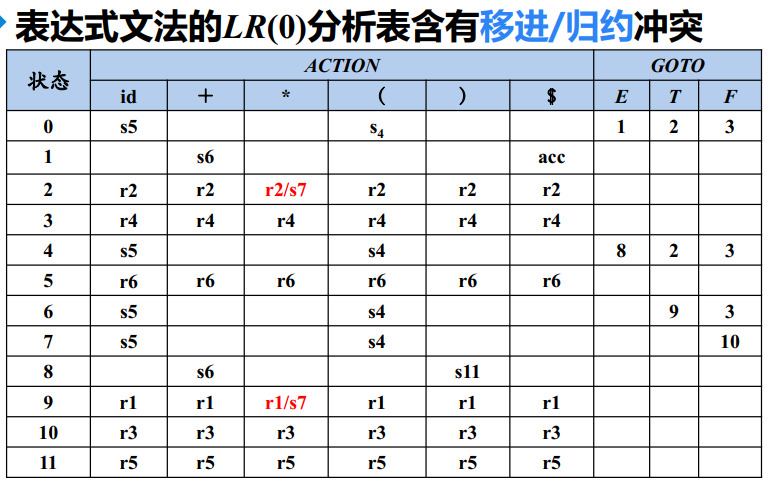 表达式文法的LR(0)分析表含有移进/归约冲突
状态 ACTION GOTO
id + * ( ) $ E T F
0 s5 s4 1 2 3
1 s6 acc
2 r2 r2 r2/s7 r2 r2 r2
3 r4 r4 r4 r4 r4 r4
4 s5 s4 8 2 3
5 r6 r6 r6 r6 r6 r6
6 s5 s4 9 3
7 s5 s4 10
8 s6 s11
9 r1 r1 r1/s7 r1 r1 r1
10 r3 r3 r3 r3 r3 r3
11 r5 r5 r5 r5 r5 r5